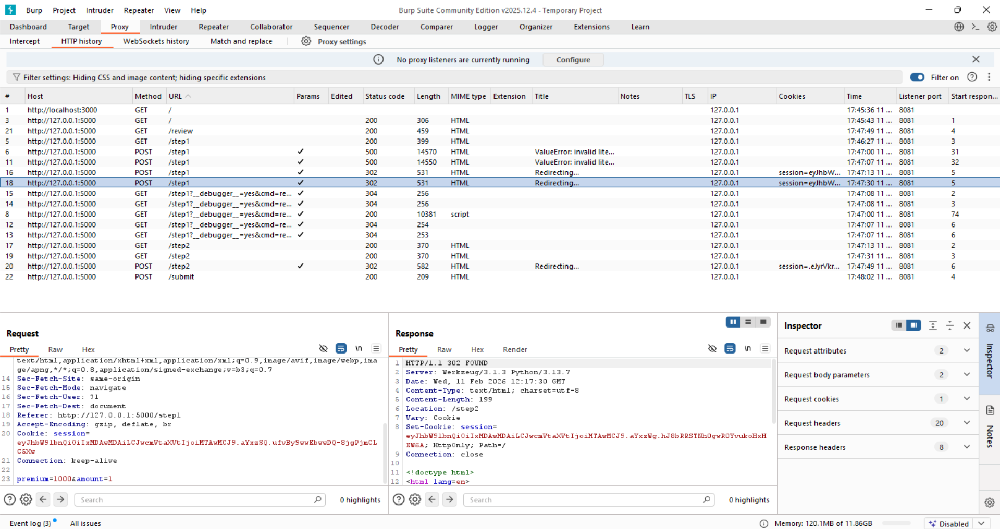 Burp Project Intruder Repeater View Help
Burp Suite Community Edition v2025.12.4 - Temporary Project
Dashboard Target Proxy Intruder Repeater Collaborator Sequencer Decoder Comparer Logger Organizer Extensions Learn
Intercept HTTP history WebSockets history Match and replace Proxy settings
No proxy listeners are currently running Configure
Filter settings: Hiding CSS and image content; hiding specific extensions Filter on
# Host Method URL Params Edited Status code Length MIME type Extension Title Notes TLS IP Cookies Time Listener port Start respon...
1 http://localhost:3000 GET / 127.0.0.1 17:45:36 11 ... 8081
3 http://127.0.0.1:5000 GET / 200 306 HTML 127.0.0.1 17:45:43 11 ... 8081 1
21 http://127.0.0.1:5000 GET /review 200 459 HTML 127.0.0.1 17:47:49 11 ... 8081 4
5 http://127.0.0.1:5000 GET /step1 200 399 HTML 127.0.0.1 17:46:27 11 ... 8081 3
6 http://127.0.0.1:5000 POST /step1 ✓ 500 14570 HTML ValueError: invalid lite... 127.0.0.1 17:47:00 11 ... 8081 31
11 http://127.0.0.1:5000 POST /step1 ✓ 500 14550 HTML ValueError: invalid lite... 127.0.0.1 17:47:07 11 ... 8081 32
16 http://127.0.0.1:5000 POST /step1 ✓ 302 531 HTML Redirecting... 127.0.0.1 session=eyJhbW... 17:47:13 11 ... 8081 5
18 http://127.0.0.1:5000 POST /step1 ✓ 302 531 HTML Redirecting... 127.0.0.1 session=eyJhbW... 17:47:30 11 ... 8081 5
15 http://127.0.0.1:5000 GET /step1?__debugger__=yes&cmd=re... ✓ 304 256 127.0.0.1 17:47:08 11 ... 8081 2
14 http://127.0.0.1:5000 GET /step1?__debugger__=yes&cmd=re... ✓ 304 256 127.0.0.1 17:47:08 11 ... 8081 3
8 http://127.0.0.1:5000 GET /step1?__debugger__=yes&cmd=re... ✓ 200 10381 script 127.0.0.1 17:47:00 11 ... 8081 74
12 http://127.0.0.1:5000 GET /step1?__debugger__=yes&cmd=re... ✓ 304 254 127.0.0.1 17:47:07 11 ... 8081 6
13 http://127.0.0.1:5000 GET /step1?__debugger__=yes&cmd=re... ✓ 304 253 127.0.0.1 17:47:07 11 ... 8081 6
17 http://127.0.0.1:5000 GET /step2 200 370 HTML 127.0.0.1 17:47:13 11 ... 8081 2
19 http://127.0.0.1:5000 GET /step2 200 370 HTML 127.0.0.1 17:47:31 11 ... 8081 3
20 http://127.0.0.1:5000 POST /step2 ✓ 302 582 HTML Redirecting... 127.0.0.1 session=.eJyrVkr... 17:47:49 11 ... 8081 6
22 http://127.0.0.1:5000 POST /submit 200 209 HTML 127.0.0.1 17:48:02 11 ... 8081 4
Request
Pretty Raw Hex \n
text/html,application/xhtml+xml,application/xml;q=0.9,image/avif,image/webp,ima
ge/apng,*/*;q=0.8,application/signed-exchange;v=b3;q=0.7
14 Sec-Fetch-Site: same-origin
15 Sec-Fetch-Mode: navigate
16 Sec-Fetch-User: ?1
17 Sec-Fetch-Dest: document
18 Referer: http://127.0.0.1:5000/step1
19 Accept-Encoding: gzip, deflate, br
20 Cookie: session=
eyJhbW91bnQiOiIxMDAwMDAiLCJwcmVtaXVtIjoiMTAwMCJ9.aYxzSQ.ufvBy9wwEbwwDQ-8jgPjmCL
C5Xw
21 Connection: keep-alive
22
23 premium=1000&amount=1
Search 0 highlights
Response
Pretty Raw Hex Render \n
1 HTTP/1.1 302 FOUND
2 Server: Werkzeug/3.1.3 Python/3.13.7
3 Date: Wed, 11 Feb 2026 12:17:30 GMT
4 Content-Type: text/html; charset=utf-8
5 Content-Length: 199
6 Location: /step2
7 Vary: Cookie
8 Set-Cookie: session=
eyJhbW91bnQiOiIxMDAwMDAiLCJwcmVtaXVtIjoiMTAwMCJ9.aYxzWg.hJ8bRRSTNhOgwROYvukoHxH
EW6A; HttpOnly; Path=/
9 Connection: close
10
11 <!doctype html>
12 <html lang=en>
Search 0 highlights
Inspector
Request attributes 2
Request body parameters 2
Request cookies 1
Request headers 20
Response headers 8
Inspector
Notes
Event log (3) All issues
Memory: 120.1MB of 11.86GB Disabled